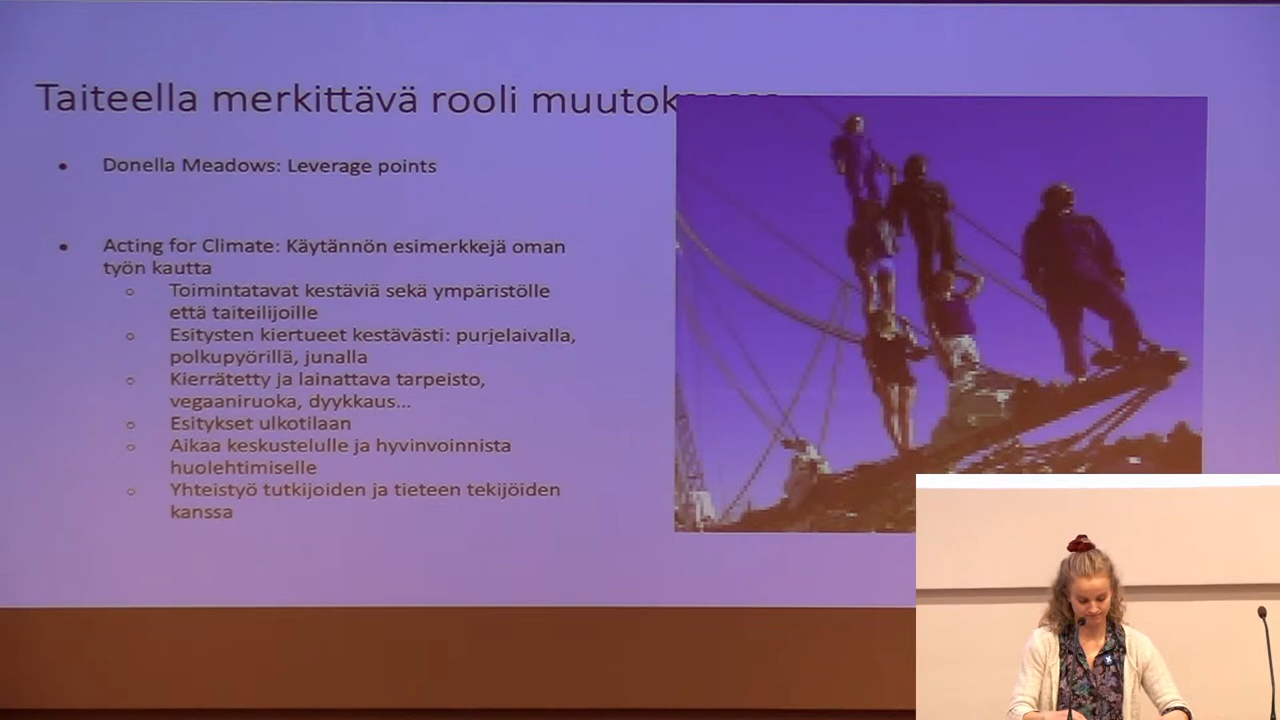 Taiteella merkittävä rooli
• Donella Meadows: Leverage points
• Acting for Climate: Käytännön esimerkkejä oman
työn kautta
○ Toimintatavat kestäviä sekä ympäristölle
että taiteilijoille
○ Esitysten kiertueet kestävästi: purjelaivalla,
polkupyörillä, junalla
○ Kierrätetty ja lainattava tarpeisto,
vegaaniruoka, dyykkaus...
○ Esitykset ulkotilaan
○ Aikaa keskustelulle ja hyvinvoinnista
huolehtimiselle
○ Yhteistyö tutkijoiden ja tieteen tekijöiden
kanssa